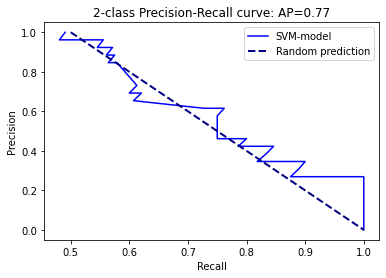 2-class Precision-Recall curve: AP=0.77
SVM-model
Random prediction
Precision
1.0
0.8
0.6
0.4
0.2
0.0
0.5 0.6 0.7 0.8 0.9 1.0
Recall